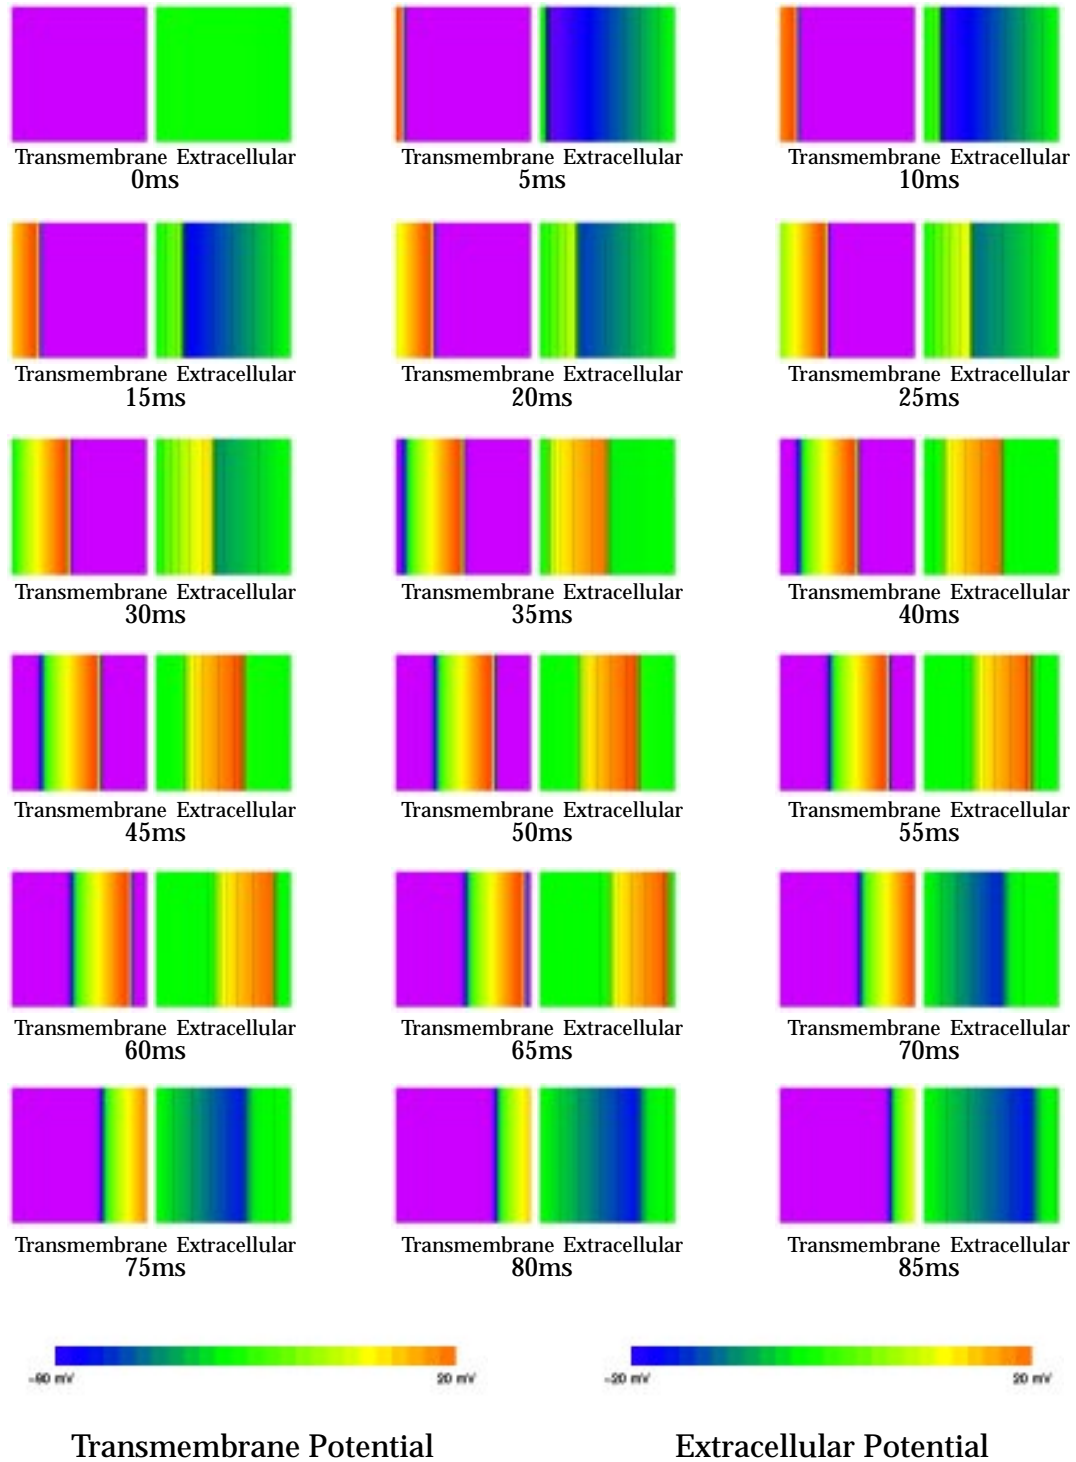 Transmembrane Extracellular Transmembrane Extracellular Transmembrane Extracellular
0ms 5ms 10ms
Transmembrane Extracellular Transmembrane Extracellular Transmembrane Extracellular
15ms 20ms 25ms
Transmembrane Extracellular Transmembrane Extracellular Transmembrane Extracellular
30ms 35ms 40ms
Transmembrane Extracellular Transmembrane Extracellular Transmembrane Extracellular
45ms 50ms 55ms
Transmembrane Extracellular Transmembrane Extracellular Transmembrane Extracellular
60ms 65ms 70ms
Transmembrane Extracellular Transmembrane Extracellular Transmembrane Extracellular
75ms 80ms 85ms
-90 mV 20 mV -20 mV 20 mV
Transmembrane Potential Extracellular Potential